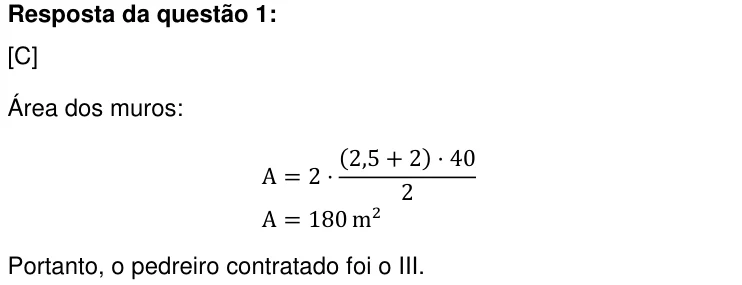 Resposta da questão 1:
[C]
Área dos muros:
A = 2 · (2,5 + 2) · 40 / 2
A = 180 m²
Portanto, o pedreiro contratado foi o III.